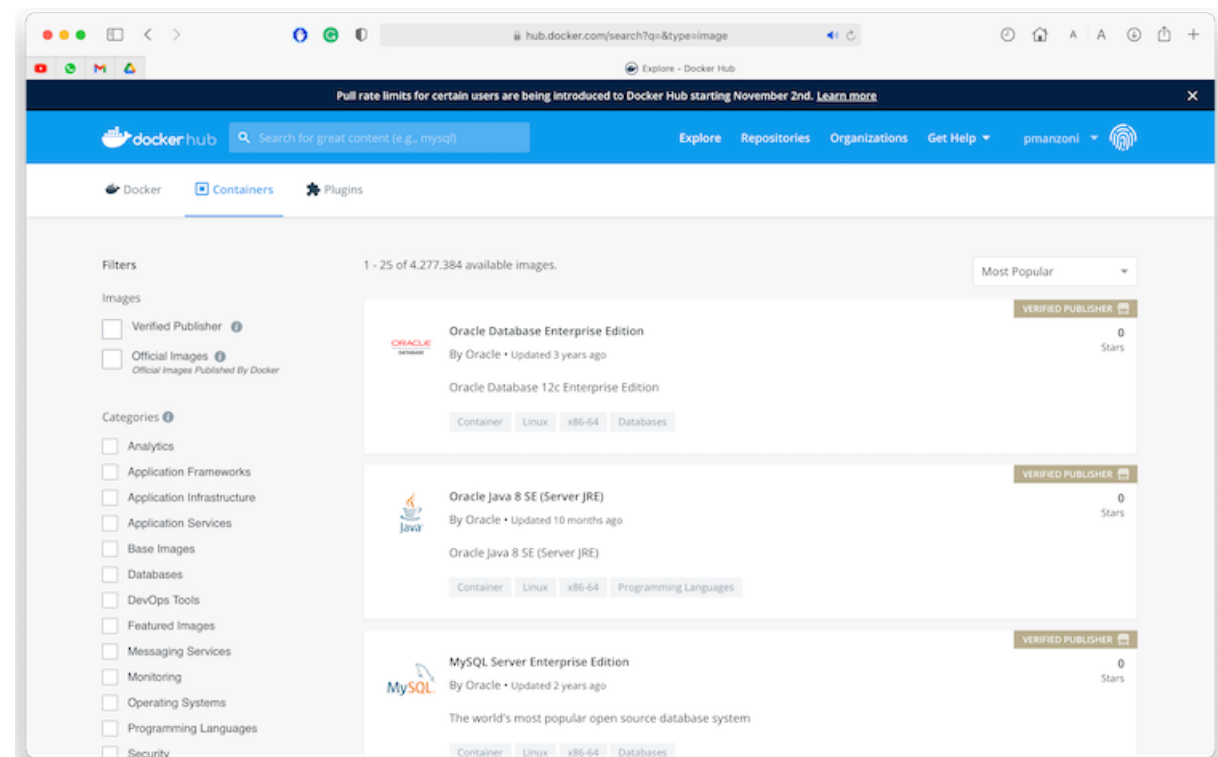 hub.docker.com/search?q=&type=image
A A
Explore - Docker Hub
Pull rate limits for certain users are being introduced to Docker Hub starting November 2nd. Learn more
dockerhub Search for great content (e.g., mysql) Explore Repositories Organizations Get Help pmanzoni
Docker Containers Plugins
Filters
1 - 25 of 4.277.384 available images.
Most Popular
Images
Verified Publisher
Official Images
Official Images Published By Docker
Categories
Analytics
Application Frameworks
Application Infrastructure
Application Services
Base Images
Databases
DevOps Tools
Featured Images
Messaging Services
Monitoring
Operating Systems
Programming Languages
Security
VERIFIED PUBLISHER
ORACLE
DATABASE
Oracle Database Enterprise Edition
0
Stars
By Oracle • Updated 3 years ago
Oracle Database 12c Enterprise Edition
Container Linux x86-64 Databases
VERIFIED PUBLISHER
Java
Oracle Java 8 SE (Server JRE)
0
Stars
By Oracle • Updated 10 months ago
Oracle Java 8 SE (Server JRE)
Container Linux x86-64 Programming Languages
VERIFIED PUBLISHER
MySQL
MySQL Server Enterprise Edition
0
Stars
By Oracle • Updated 2 years ago
The world's most popular open source database system
Container Linux x86-64 Databases